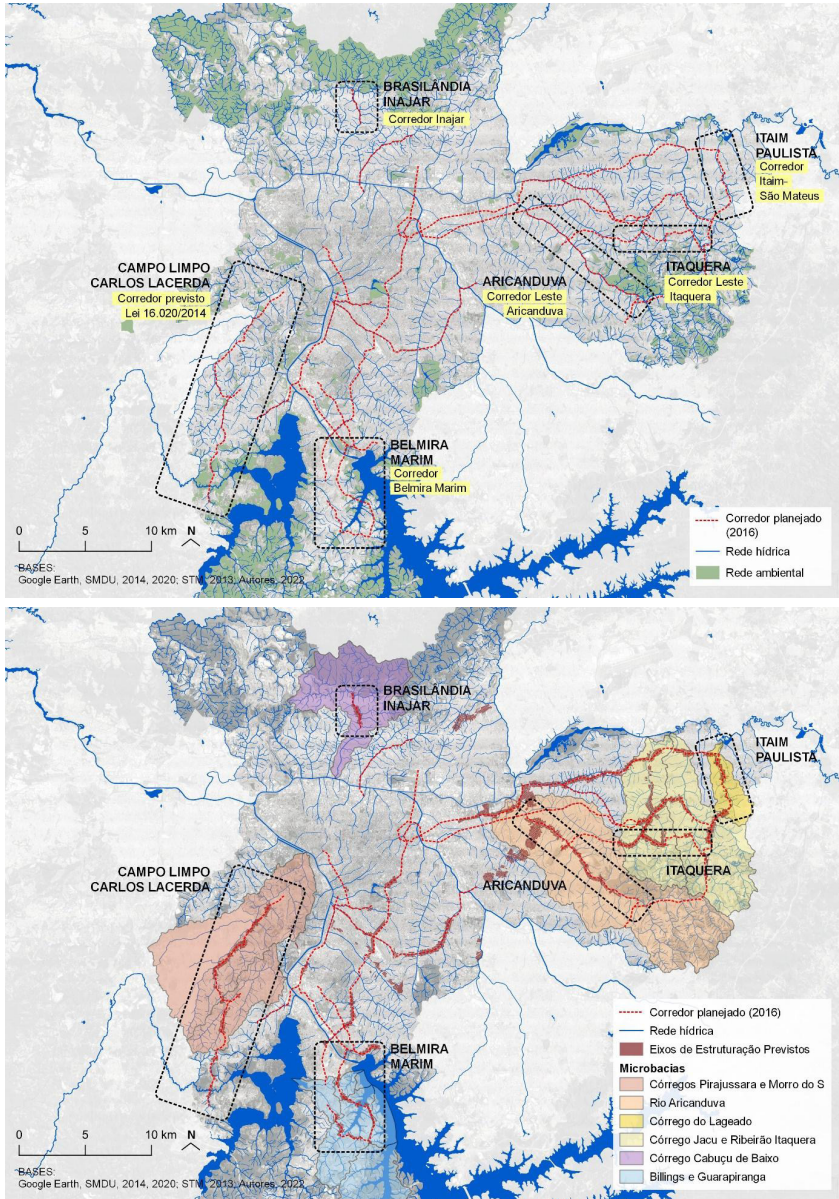 BRASILÂNDIA
INAJAR
Corredor Inajar
ITAIM
PAULISTA
Corredor
Itaim-
São Mateus
CAMPO LIMPO
CARLOS LACERDA
Corredor previsto
Lei 16.020/2014
ARICANDUVA
Corredor Leste
Aricanduva
ITAQUERA
Corredor Leste
Itaquera
BELMIRA
MARIM
Corredor
Belmira Marim
0 5 10 km N
BASES:
Google Earth, SMDU, 2014, 2020; STM, 2013; Autores, 2022
Corredor planejado
(2016)
Rede hídrica
Rede ambiental
BRASILÂNDIA
INAJAR
ITAIM
PAULISTA
CAMPO LIMPO
CARLOS LACERDA
ARICANDUVA
ITAQUERA
BELMIRA
MARIM
0 5 10 km N
BASES:
Google Earth, SMDU, 2014, 2020; STM, 2013; Autores, 2022
Corredor planejado (2016)
Rede hídrica
Eixos de Estruturação Previstos
Microbacias
Córregos Pirajussara e Morro do S
Rio Aricanduva
Córrego do Lageado
Córrego Jacu e Ribeirão Itaquera
Córrego Cabuçu de Baixo
Billings e Guarapiranga